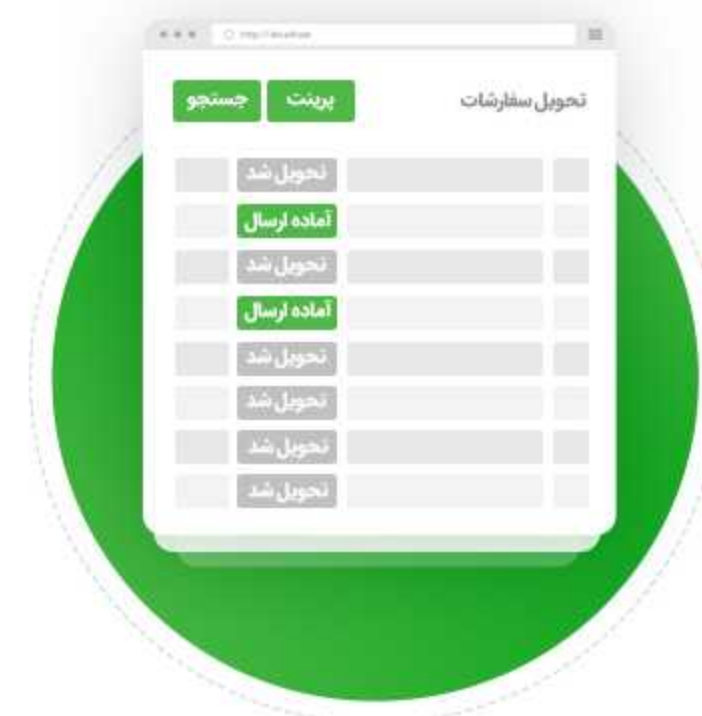 تحویل سفارشات
پرینت
جستجو
تحویل شد
آماده ارسال
تحویل شد
آماده ارسال
تحویل شد
تحویل شد
تحویل شد
تحویل شد